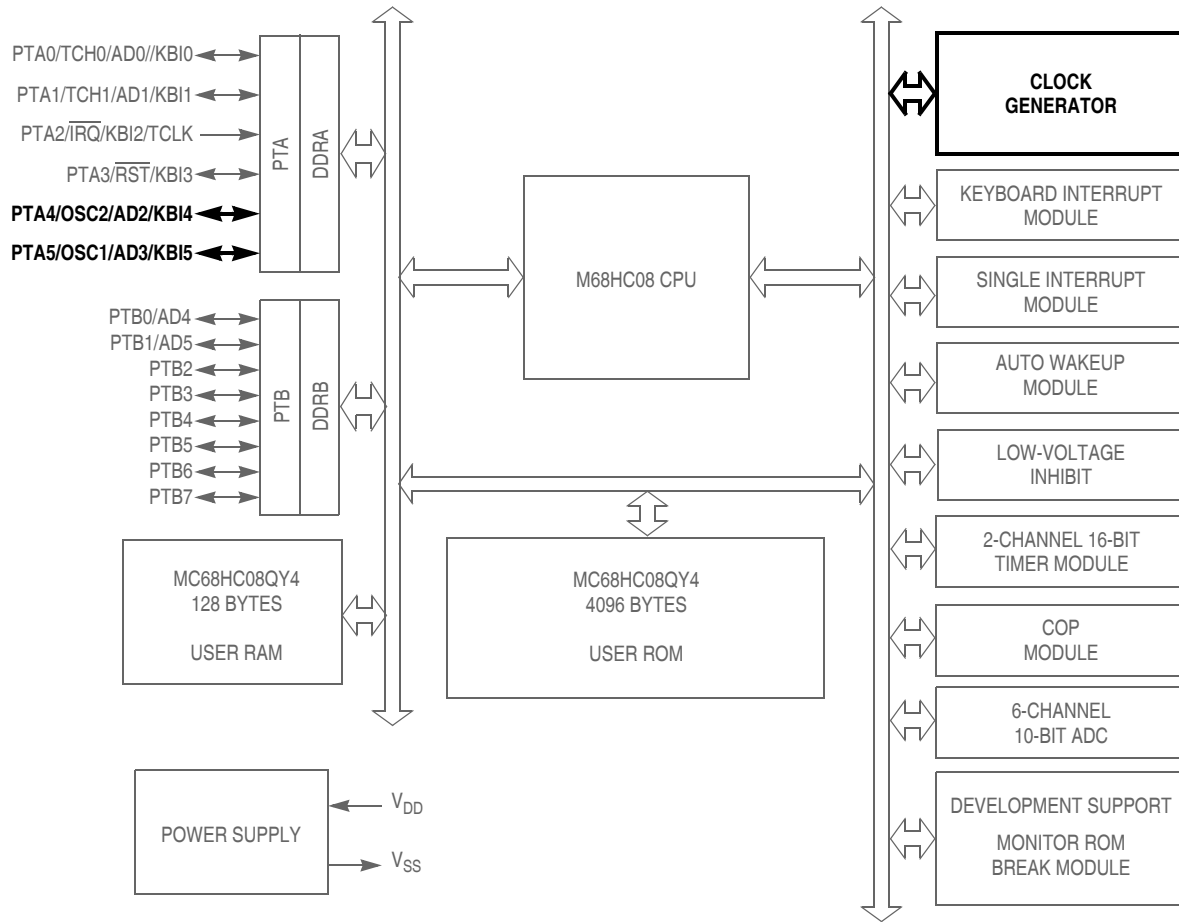 PTA0/TCH0/AD0//KBI0
PTA1/TCH1/AD1/KBI1
PTA2/IRQ/KBI2/TCLK
PTA3/RST/KBI3
PTA4/OSC2/AD2/KBI4
PTA5/OSC1/AD3/KBI5
PTA
DDRA
PTB0/AD4
PTB1/AD5
PTB2
PTB3
PTB4
PTB5
PTB6
PTB7
PTB
DDRB
M68HC08 CPU
MC68HC08QY4
128 BYTES
USER RAM
MC68HC08QY4
4096 BYTES
USER ROM
POWER SUPPLY
VDD
VSS
CLOCK
GENERATOR
KEYBOARD INTERRUPT
MODULE
SINGLE INTERRUPT
MODULE
AUTO WAKEUP
MODULE
LOW-VOLTAGE
INHIBIT
2-CHANNEL 16-BIT
TIMER MODULE
COP
MODULE
6-CHANNEL
10-BIT ADC
DEVELOPMENT SUPPORT
MONITOR ROM
BREAK MODULE